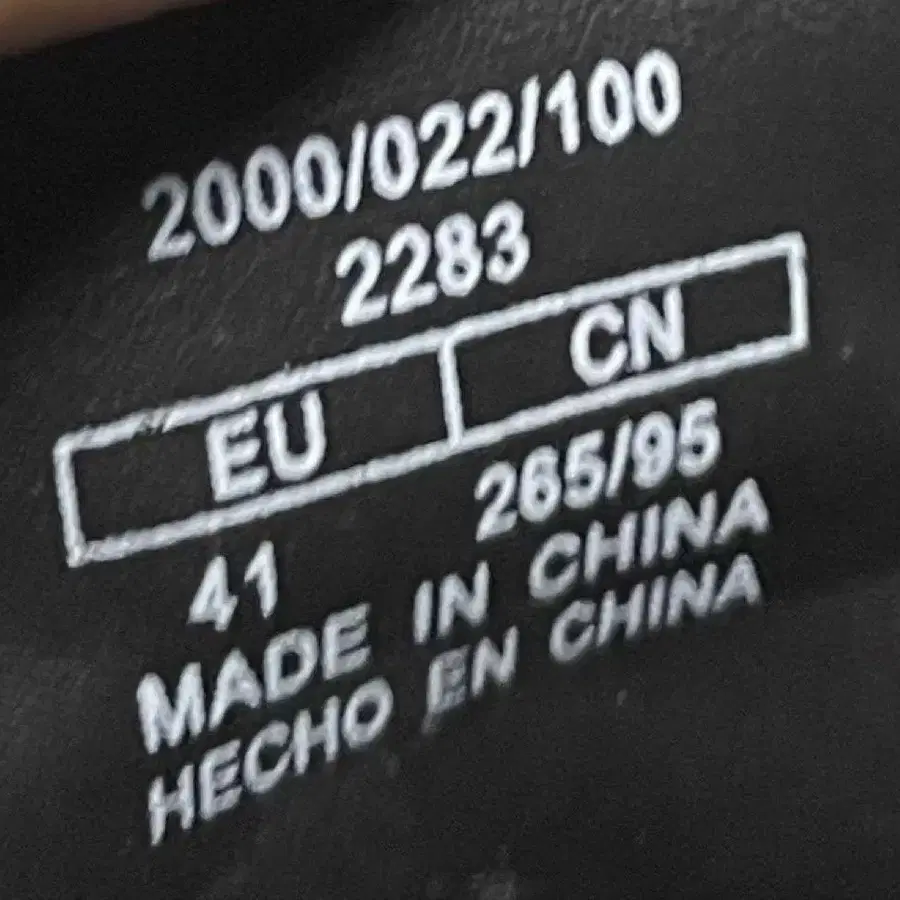 2000/022/100
2283
EU CN
41 265/95
MADE IN CHINA
HECHO EN CHINA